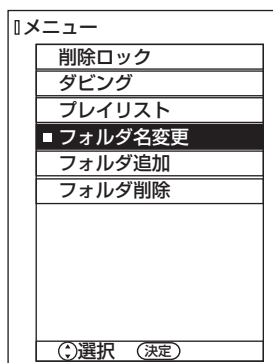 メニュー
削除ロック
ダビング
プレイリスト
フォルダ名変更
フォルダ追加
フォルダ削除
選択 決定